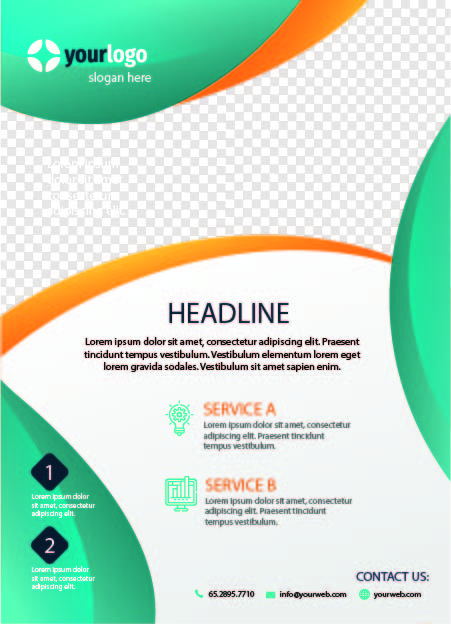 yourlogo
slogan here
Lorem ipsum
HEADLINE
Lorem ipsum dolor sit amet, consectetur adipiscing elit. Praesent
tincidunt tempus vestibulum. Vestibulum elementum lorem eget
lorem gravida sodales. Vestibulum sit amet sapien enim.
SERVICE A
Lorem ipsum dolor sit amet, consectetur
adipiscing elit. Praesent tincidunt
tempus vestibulum.
SERVICE B
Lorem ipsum dolor sit amet, consectetur
adipiscing elit. Praesent tincidunt
tempus vestibulum.
1
Lorem ipsum dolor
sit amet, consectetur
adipiscing elit.
2
Lorem ipsum dolor
sit amet, consectetur
adipiscing elit.
CONTACT US:
65.2895.7710 info@yourweb.com yourweb.com